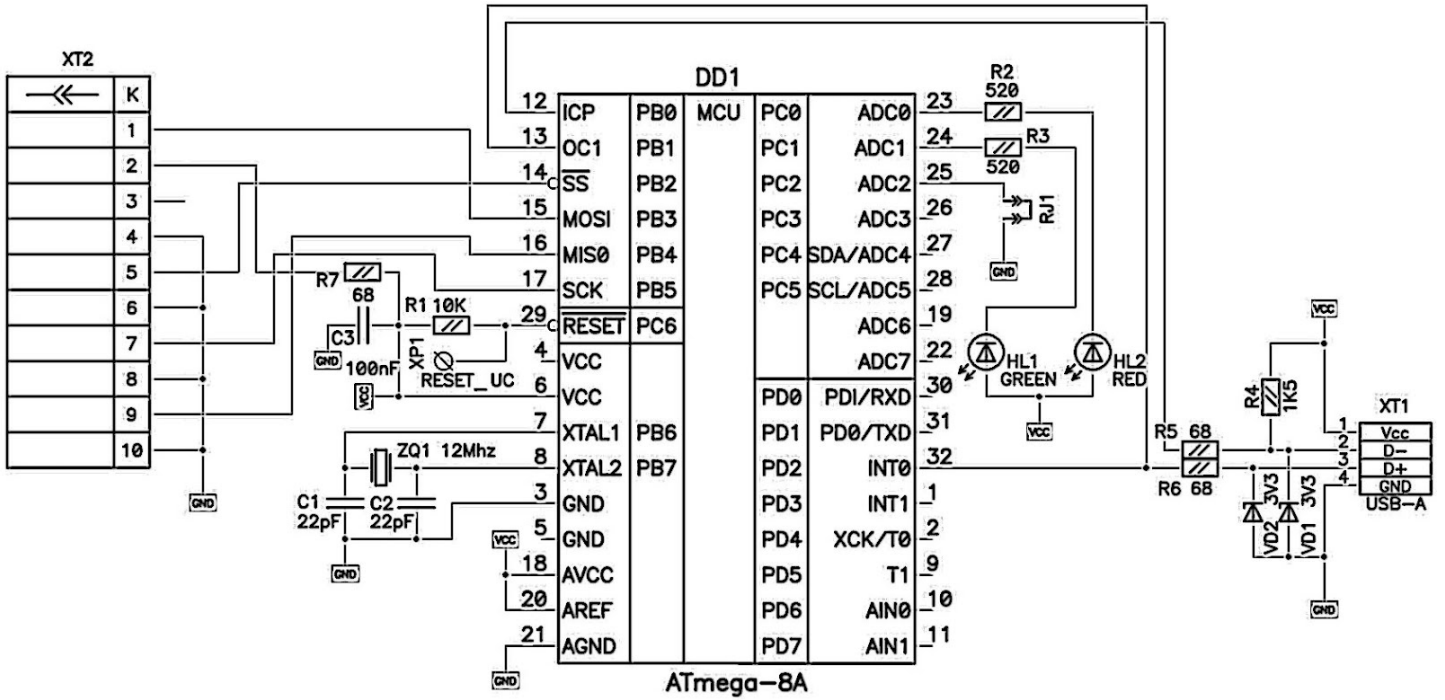 XT2
K
1
2
3
4
5
6
7
8
9
10
DD1
MCU
12 ICP PB0
13 OC1 PB1
14 SS PB2
15 MOSI PB3
16 MIS0 PB4
17 SCK PB5
29 RESET PC6
4 VCC
6 VCC
7 XTAL1 PB6
8 XTAL2 PB7
3 GND
5 GND
18 AVCC
20 AREF
21 AGND
PC0 ADC0 23
PC1 ADC1 24
PC2 ADC2 25
PC3 ADC3 26
PC4 SDA/ADC4 27
PC5 SCL/ADC5 28
ADC6 19
ADC7 22
PD0 PDI/RXD 30
PD1 PD0/TXD 31
PD2 INT0 32
PD3 INT1 1
PD4 XCK/T0 2
PD5 T1 9
PD6 AIN0 10
PD7 AIN1 11
ATmega-8A
R7
68
R1 10K
C3
100nF
GND
VCC
XP1
RESET_UC
ZQ1 12Mhz
C1
22pF
C2
22pF
GND
GND
VCC
GND
R2
520
R3
520
RJ1
GND
HL1
GREEN
HL2
RED
VCC
VCC
R4
1K5
R5 68
R6 68
VD2
3V3
VD1
3V3
GND
XT1
1 Vcc
2 D-
3 D+
4 GND
USB-A